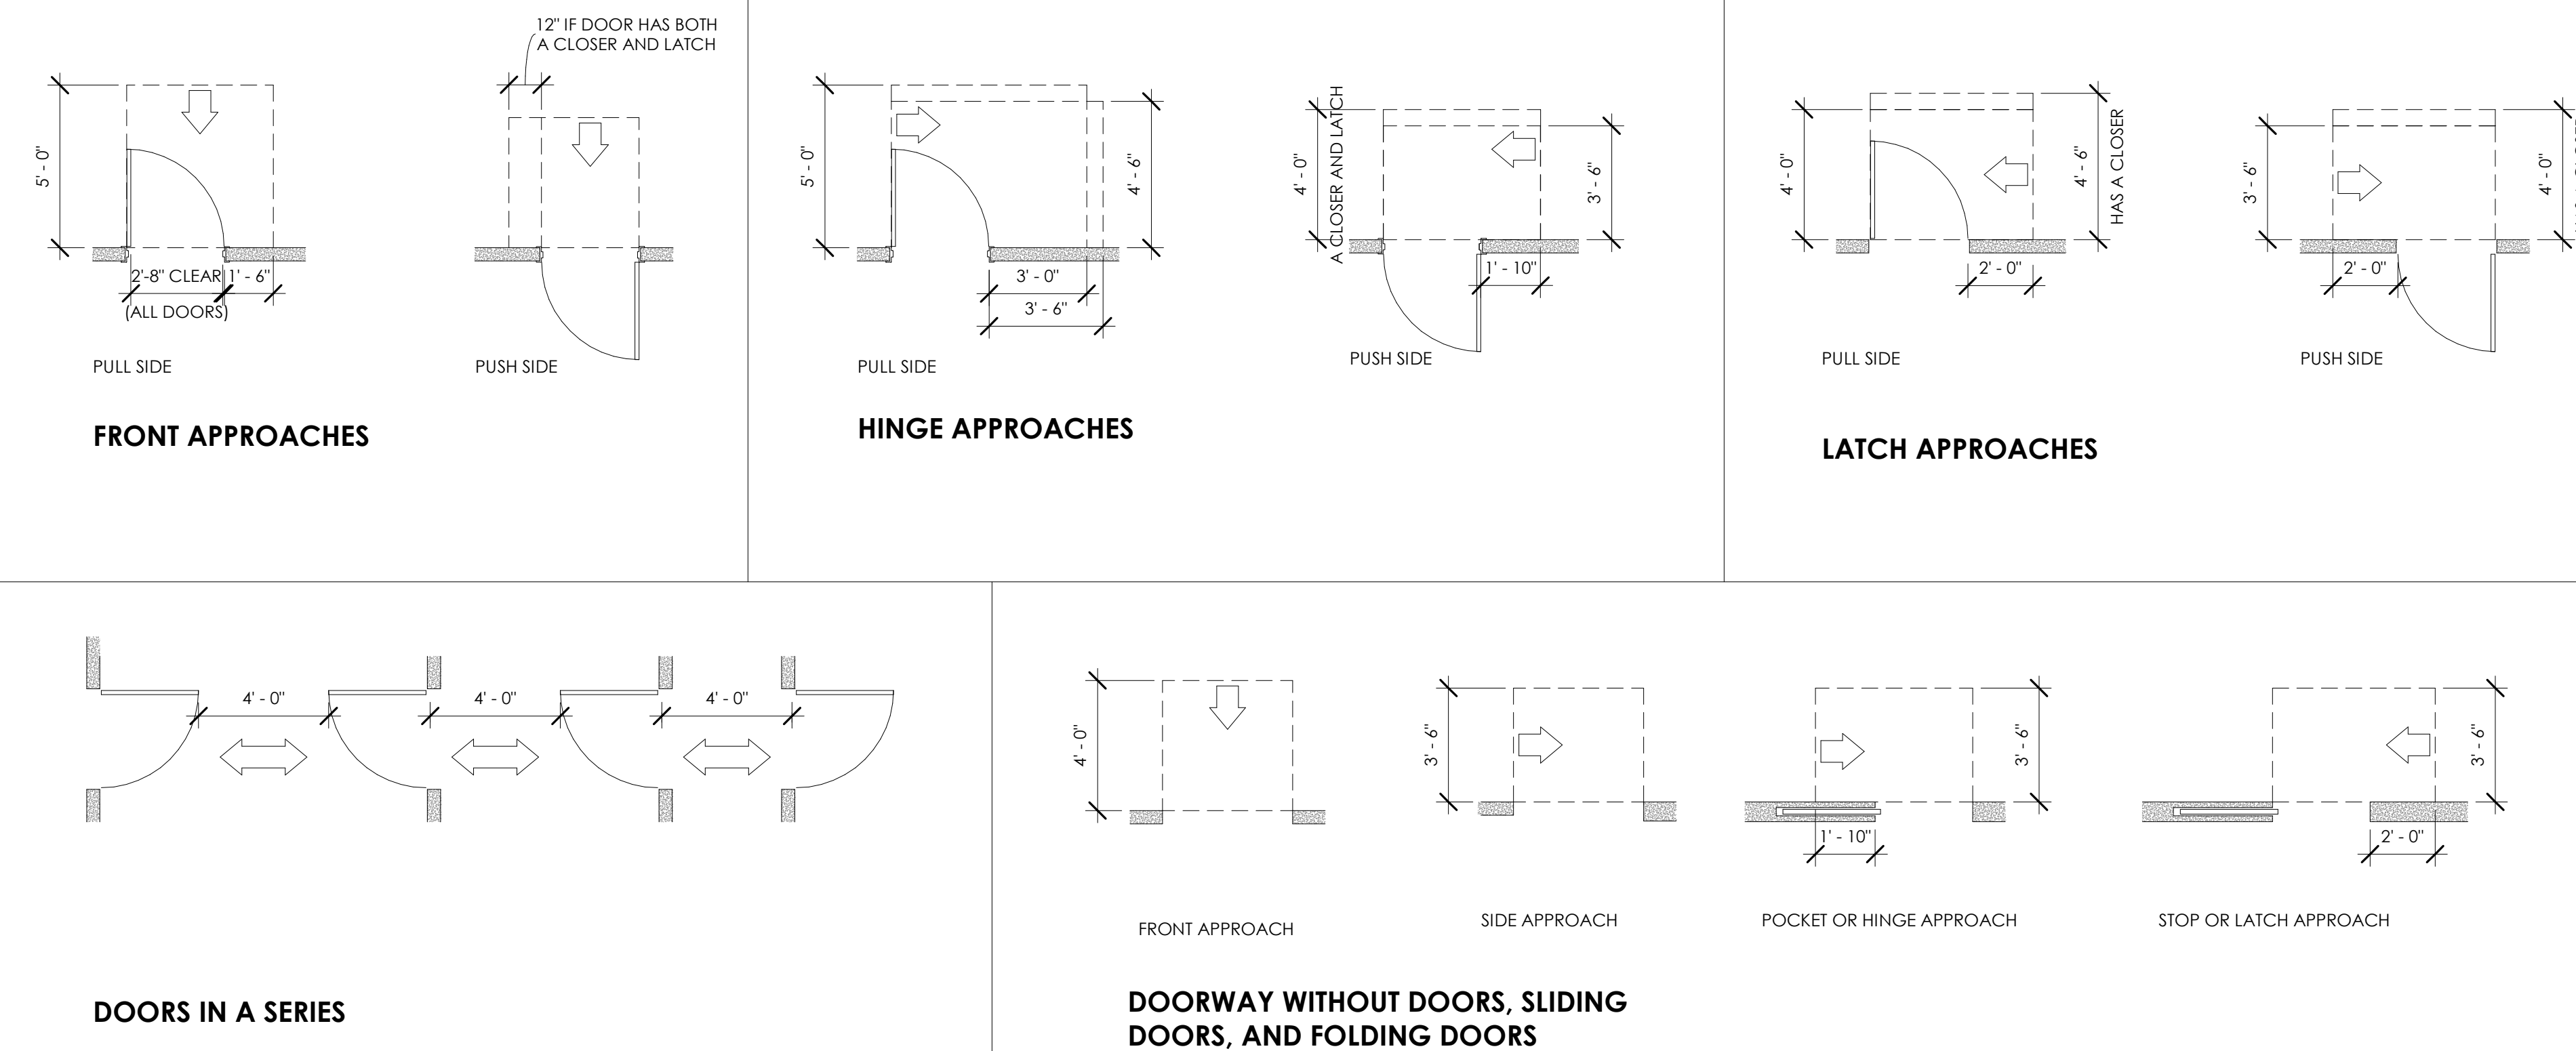 12" IF DOOR HAS BOTH
A CLOSER AND LATCH
5' - 0"
2'-8" CLEAR
1' - 6"
(ALL DOORS)
PULL SIDE
PUSH SIDE
FRONT APPROACHES
5' - 0"
4' - 6"
3' - 0"
3' - 6"
PULL SIDE
4' - 0"
A CLOSER AND LATCH
3' - 6"
1' - 10"
PUSH SIDE
HINGE APPROACHES
4' - 0"
4' - 6"
HAS A CLOSER
2' - 0"
PULL SIDE
3' - 6"
4' - 0"
2' - 0"
PUSH SIDE
LATCH APPROACHES
4' - 0"
4' - 0"
4' - 0"
DOORS IN A SERIES
4' - 0"
FRONT APPROACH
3' - 6"
SIDE APPROACH
3' - 6"
1' - 10"
POCKET OR HINGE APPROACH
3' - 6"
2' - 0"
STOP OR LATCH APPROACH
DOORWAY WITHOUT DOORS, SLIDING
DOORS, AND FOLDING DOORS